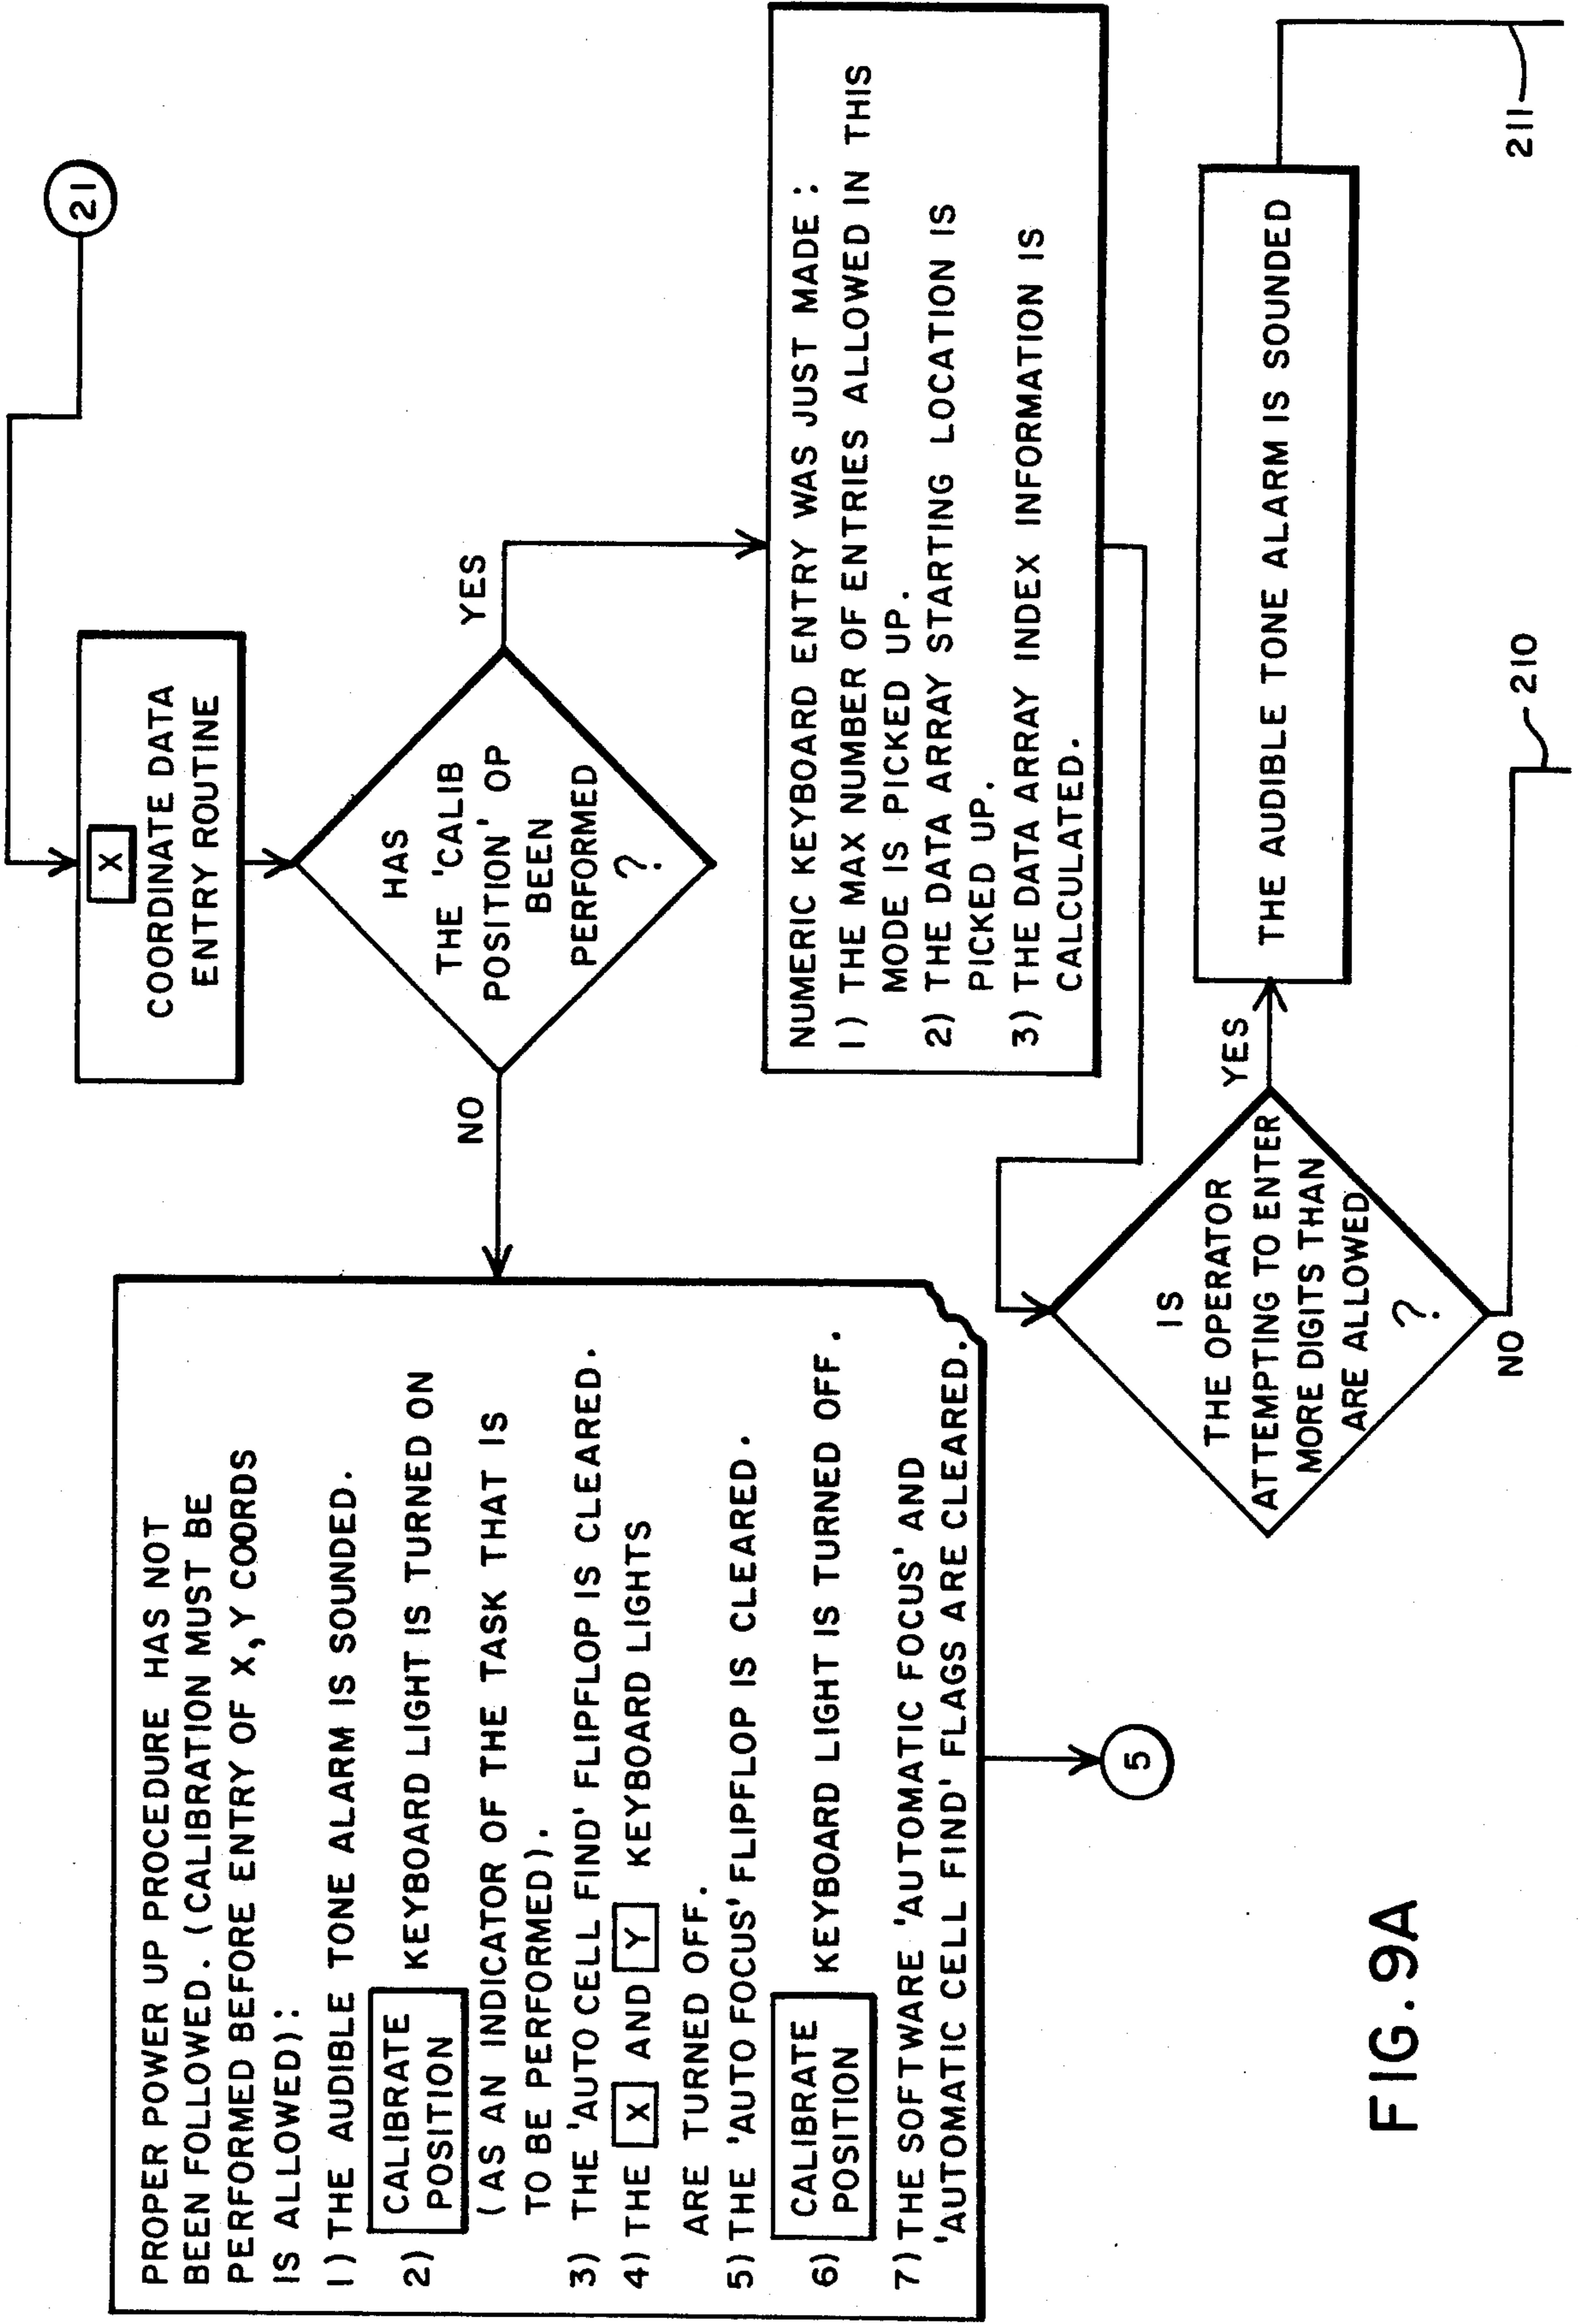 21
X
COORDINATE DATA
ENTRY ROUTINE
HAS
THE 'CALIB
POSITION' OP
BEEN
PERFORMED
?
YES
NO
PROPER POWER UP PROCEDURE HAS NOT
BEEN FOLLOWED. (CALIBRATION MUST BE
PERFORMED BEFORE ENTRY OF X,Y COORDS
IS ALLOWED):
1) THE AUDIBLE TONE ALARM IS SOUNDED.
2) CALIBRATE POSITION KEYBOARD LIGHT IS TURNED ON
(AS AN INDICATOR OF THE TASK THAT IS
TO BE PERFORMED).
3) THE 'AUTO CELL FIND' FLIPFLOP IS CLEARED.
4) THE X AND Y KEYBOARD LIGHTS
ARE TURNED OFF.
5) THE 'AUTO FOCUS' FLIPFLOP IS CLEARED.
6) CALIBRATE POSITION KEYBOARD LIGHT IS TURNED OFF.
7) THE SOFTWARE 'AUTOMATIC FOCUS' AND
'AUTOMATIC CELL FIND' FLAGS ARE CLEARED.
5
NUMERIC KEYBOARD ENTRY WAS JUST MADE :
1) THE MAX NUMBER OF ENTRIES ALLOWED IN THIS
MODE IS PICKED UP.
2) THE DATA ARRAY STARTING LOCATION IS
PICKED UP.
3) THE DATA ARRAY INDEX INFORMATION IS
CALCULATED.
IS
THE OPERATOR
ATTEMPTING TO ENTER
MORE DIGITS THAN
ARE ALLOWED
?
YES
NO
THE AUDIBLE TONE ALARM IS SOUNDED
211
210
FIG. 9A